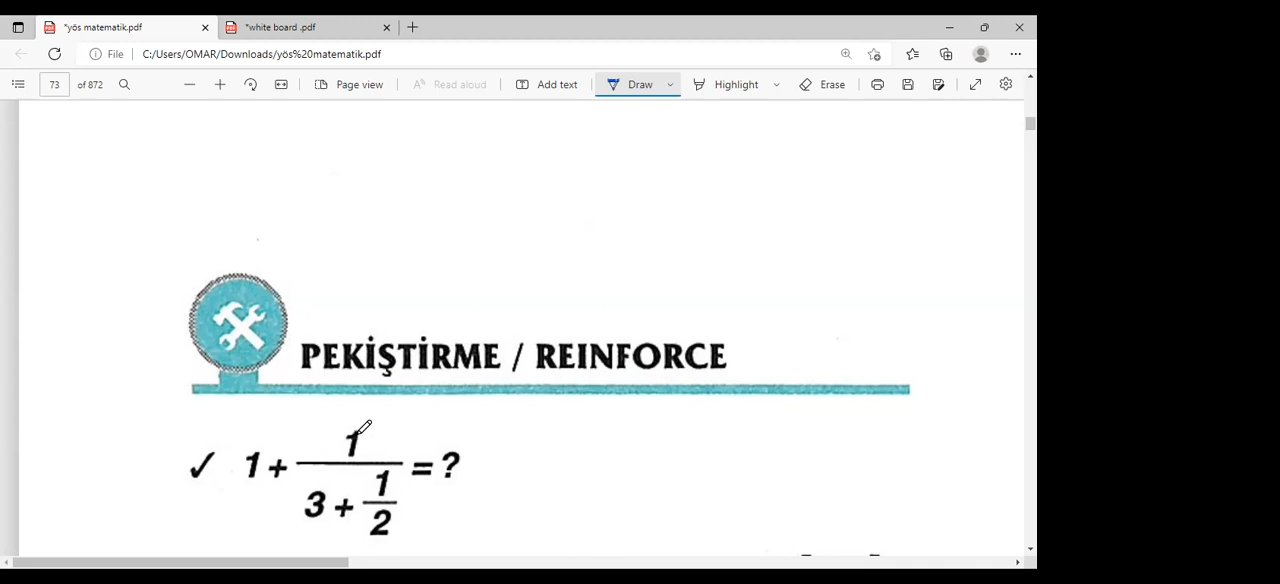 *yös matematik.pdf
*white board .pdf
File
C:/Users/OMAR/Downloads/yös%20matematik.pdf
73 of 872
Page view
Read aloud
Add text
Draw
Highlight
Erase
PEKİŞTİRME / REINFORCE
✓ 1 + 1/(3 + 1/2) = ?